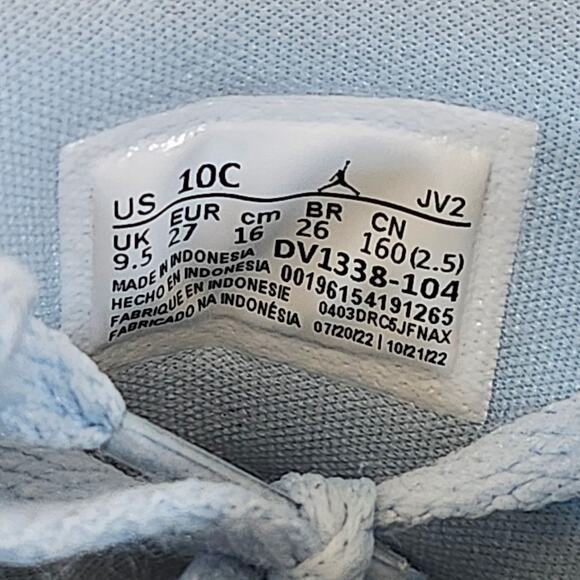 US 10C JV2
UK EUR cm BR CN
9.5 27 16 26 160(2.5)
MADE IN INDONESIA DV1338-104
HECHO EN INDONESIA 00196154191265
FABRIQUE EN INDONESIE 0403DRC5JFNAX
FABRICADO NA INDONÉSIA 07/20/22 | 10/21/22